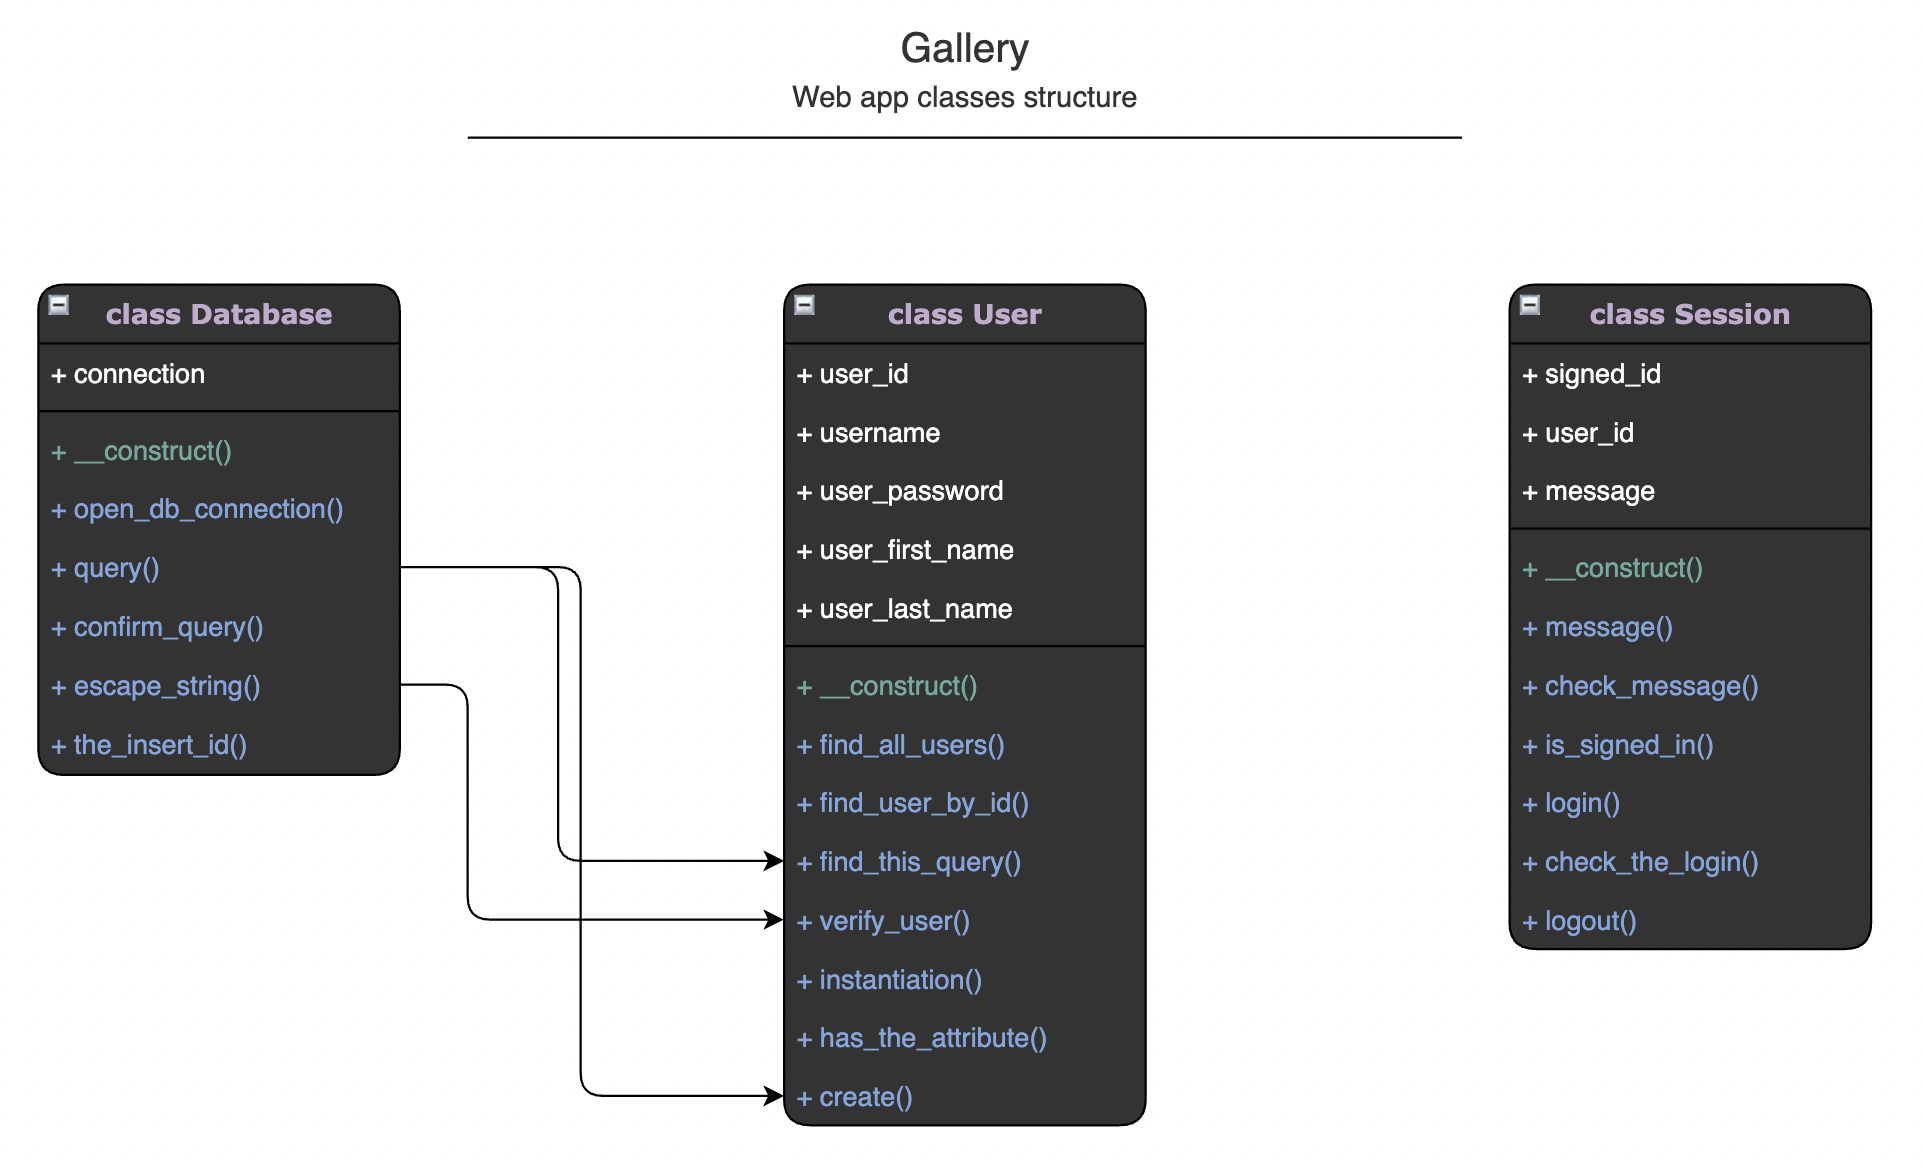 Gallery
Web app classes structure
class Database
+ connection
+ __construct()
+ open_db_connection()
+ query()
+ confirm_query()
+ escape_string()
+ the_insert_id()
class User
+ user_id
+ username
+ user_password
+ user_first_name
+ user_last_name
+ __construct()
+ find_all_users()
+ find_user_by_id()
+ find_this_query()
+ verify_user()
+ instantiation()
+ has_the_attribute()
+ create()
class Session
+ signed_id
+ user_id
+ message
+ __construct()
+ message()
+ check_message()
+ is_signed_in()
+ login()
+ check_the_login()
+ logout()